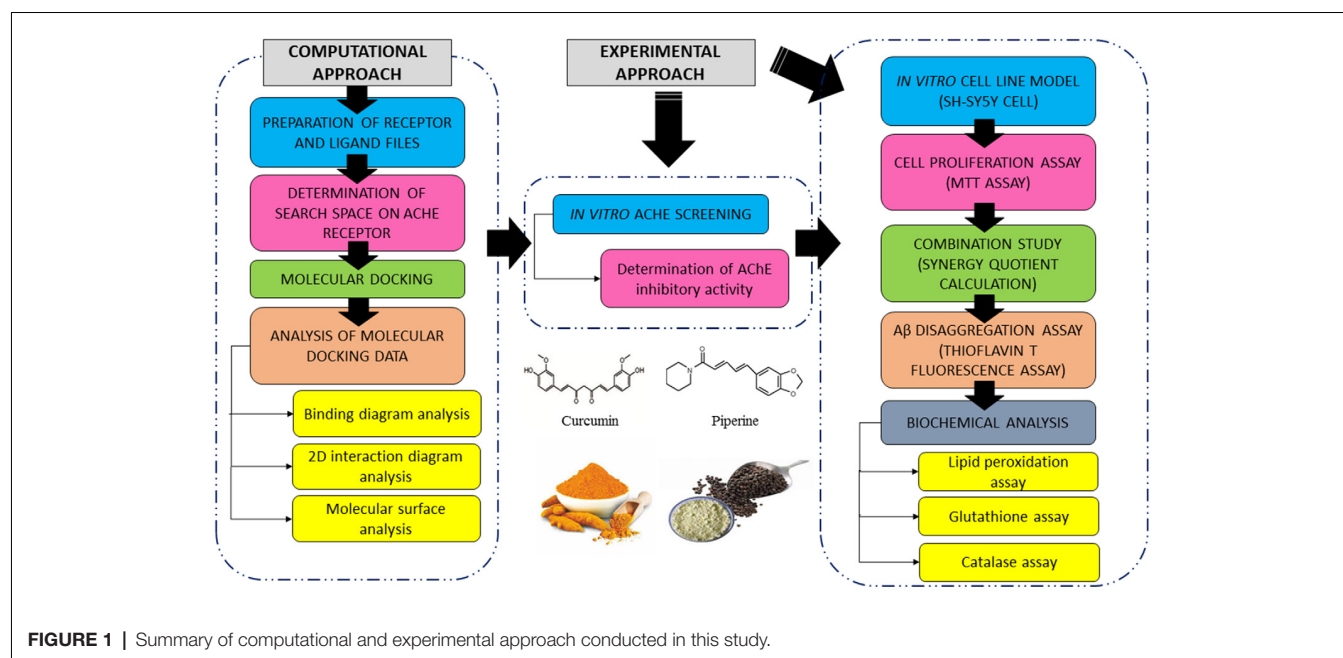 COMPUTATIONAL
APPROACH
PREPARATION OF RECEPTOR
AND LIGAND FILES
DETERMINATION OF
SEARCH SPACE ON ACHE
RECEPTOR
MOLECULAR DOCKING
ANALYSIS OF MOLECULAR
DOCKING DATA
Binding diagram analysis
2D interaction diagram
analysis
Molecular surface
analysis
EXPERIMENTAL
APPROACH
IN VITRO ACHE SCREENING
Determination of AChE
inhibitory activity
O
O
HO
OH
O
O
Curcumin
O
N
O
O
Piperine
IN VITRO CELL LINE MODEL
(SH-SY5Y CELL)
CELL PROLIFERATION ASSAY
(MTT ASSAY)
COMBINATION STUDY
(SYNERGY QUOTIENT
CALCULATION)
Aβ DISAGGREGATION ASSAY
(THIOFLAVIN T
FLUORESCENCE ASSAY)
BIOCHEMICAL ANALYSIS
Lipid peroxidation
assay
Glutathione assay
Catalase assay
FIGURE 1 | Summary of computational and experimental approach conducted in this study.